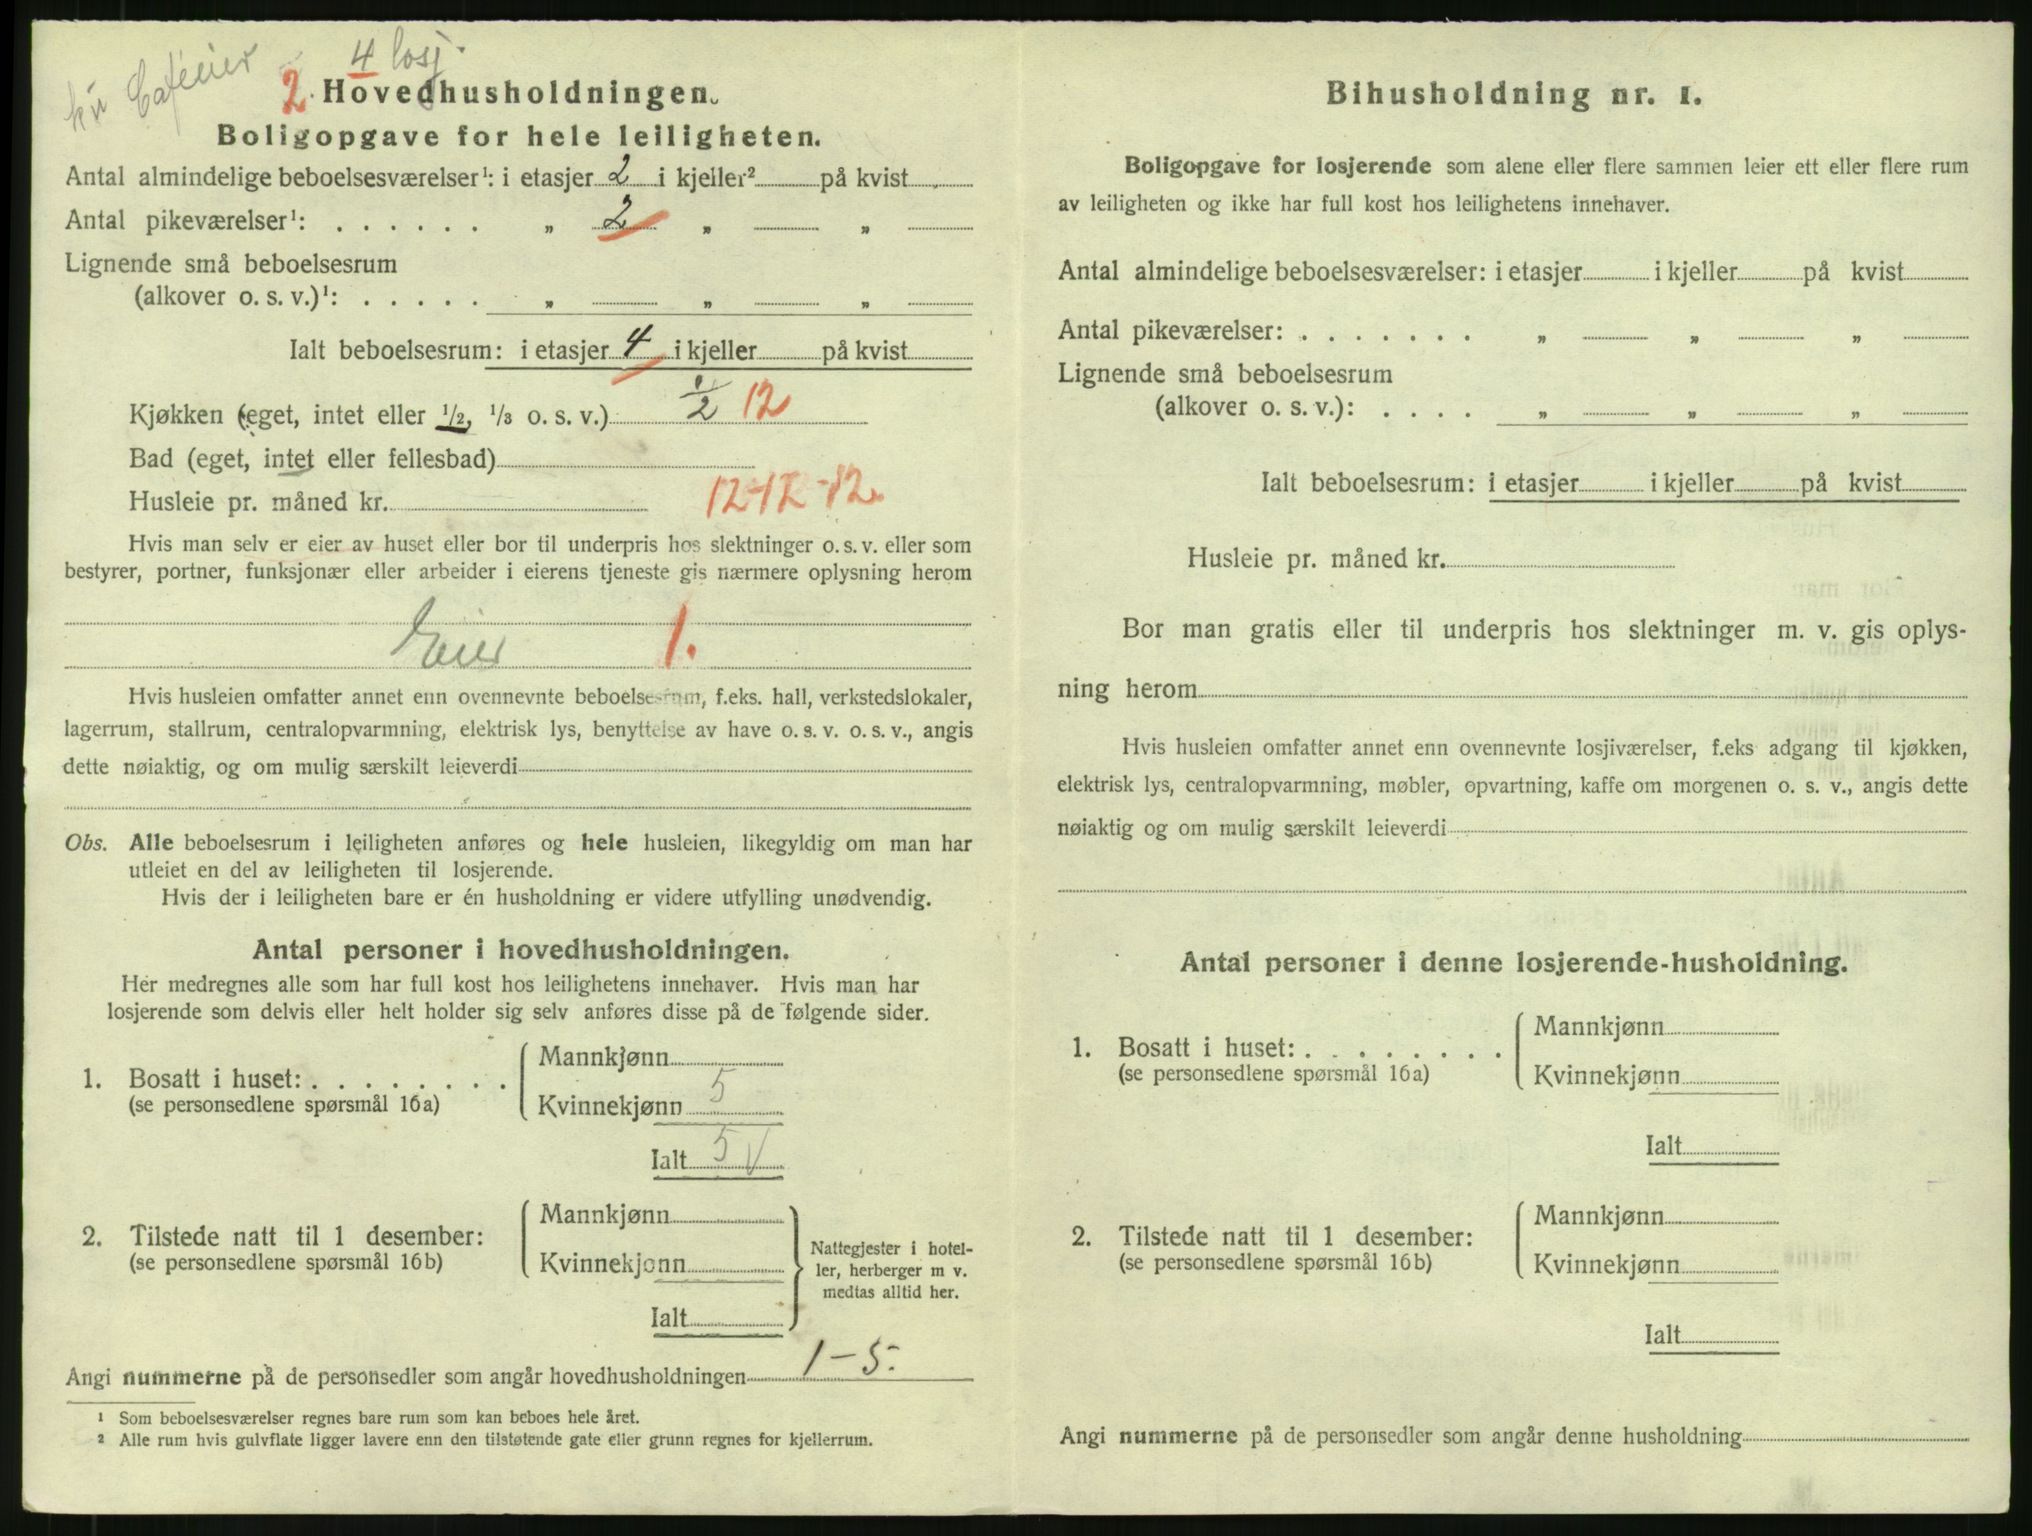 kv Caféeier
4 losj.
2. Hovedhusholdningen.
Boligopgave for hele leiligheten.
Antal almindelige beboelsesværelser¹: i etasjer 2 i kjeller² på kvist
Antal pikeværelser¹: . . . . . . „ 2 „ „
Lignende små beboelsesrum
(alkover o. s. v.)¹: . . . . . „ „ „
Ialt beboelsesrum: i etasjer 4 i kjeller på kvist
Kjøkken (eget, intet eller 1/2, 1/3 o. s. v.) 1/2 12
Bad (eget, intet eller fellesbad)
Husleie pr. måned kr. 12-12-12.
Hvis man selv er eier av huset eller bor til underpris hos slektninger o. s. v. eller som
bestyrer, portner, funksjonær eller arbeider i eierens tjeneste gis nærmere oplysning herom
Eier 1.
Hvis husleien omfatter annet enn ovennevnte beboelsesrum, f.eks. hall, verkstedslokaler,
lagerrum, stallrum, centralopvarmning, elektrisk lys, benyttelse av have o. s. v. o. s. v., angis
dette nøiaktig, og om mulig særskilt leieverdi
Obs. Alle beboelsesrum i leiligheten anføres og hele husleien, likegyldig om man har
utleiet en del av leiligheten til losjerende.
Hvis der i leiligheten bare er én husholdning er videre utfylling unødvendig.
Antal personer i hovedhusholdningen.
Her medregnes alle som har full kost hos leilighetens innehaver. Hvis man har
losjerende som delvis eller helt holder sig selv anføres disse på de følgende sider.
Mannkjønn
1. Bosatt i huset: . . . . . . . .
(se personsedlene spørsmål 16a)
Kvinnekjønn 5
Ialt 5 V
Mannkjønn
2. Tilstede natt til 1 desember:
(se personsedlene spørsmål 16b)
Kvinnekjønn
Ialt
Nattegjester i hotel-
ler, herberger m v.
medtas alltid her.
Angi nummerne på de personsedler som angår hovedhusholdningen 1-5.
¹ Som beboelsesværelser regnes bare rum som kan beboes hele året.
² Alle rum hvis gulvflate ligger lavere enn den tilstøtende gate eller grunn regnes for kjellerrum.
Bihusholdning nr. 1.
Boligopgave for losjerende som alene eller flere sammen leier ett eller flere rum
av leiligheten og ikke har full kost hos leilighetens innehaver.
Antal almindelige beboelsesværelser: i etasjer i kjeller på kvist
Antal pikeværelser: . . . . . . . „ „ „
Lignende små beboelsesrum
(alkover o. s. v.): . . . . „ „ „
Ialt beboelsesrum: i etasjer i kjeller på kvist
Husleie pr. måned kr.
Bor man gratis eller til underpris hos slektninger m. v. gis oplys-
ning herom
Hvis husleien omfatter annet enn ovennevnte losjiværelser, f.eks adgang til kjøkken,
elektrisk lys, centralopvarmning, møbler, opvartning, kaffe om morgenen o. s. v., angis dette
nøiaktig og om mulig særskilt leieverdi
Antal personer i denne losjerende-husholdning.
Mannkjønn
1. Bosatt i huset: . . . . . . . .
(se personsedlene spørsmål 16a)
Kvinnekjønn
Ialt
Mannkjønn
2. Tilstede natt til 1 desember:
(se personsedlene spørsmål 16b)
Kvinnekjønn
Ialt
Angi nummerne på de personsedler som angår denne husholdning